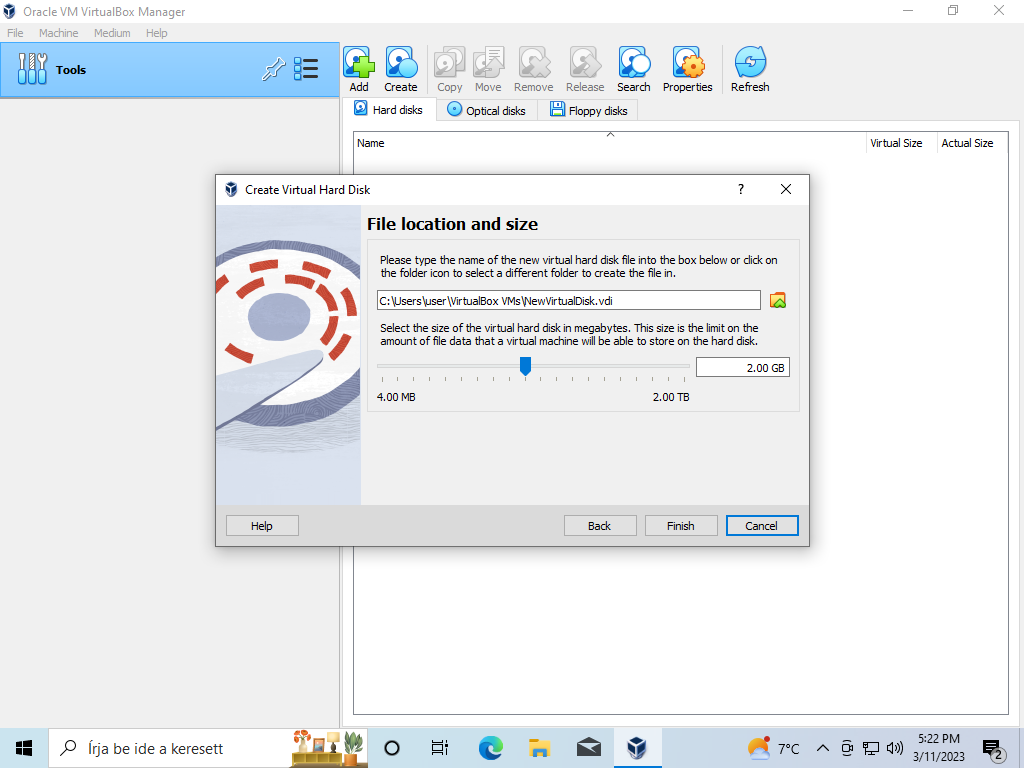 Oracle VM VirtualBox Manager
File Machine Medium Help
Tools
Add Create Copy Move Remove Release Search Properties Refresh
Hard disks Optical disks Floppy disks
Name Virtual Size Actual Size
Create Virtual Hard Disk ?
File location and size
Please type the name of the new virtual hard disk file into the box below or click on
the folder icon to select a different folder to create the file in.
C:\Users\user\VirtualBox VMs\NewVirtualDisk.vdi
Select the size of the virtual hard disk in megabytes. This size is the limit on the
amount of file data that a virtual machine will be able to store on the hard disk.
2.00 GB
4.00 MB 2.00 TB
Help Back Finish Cancel
Írja be ide a keresett
7°C
5:22 PM
3/11/2023
2